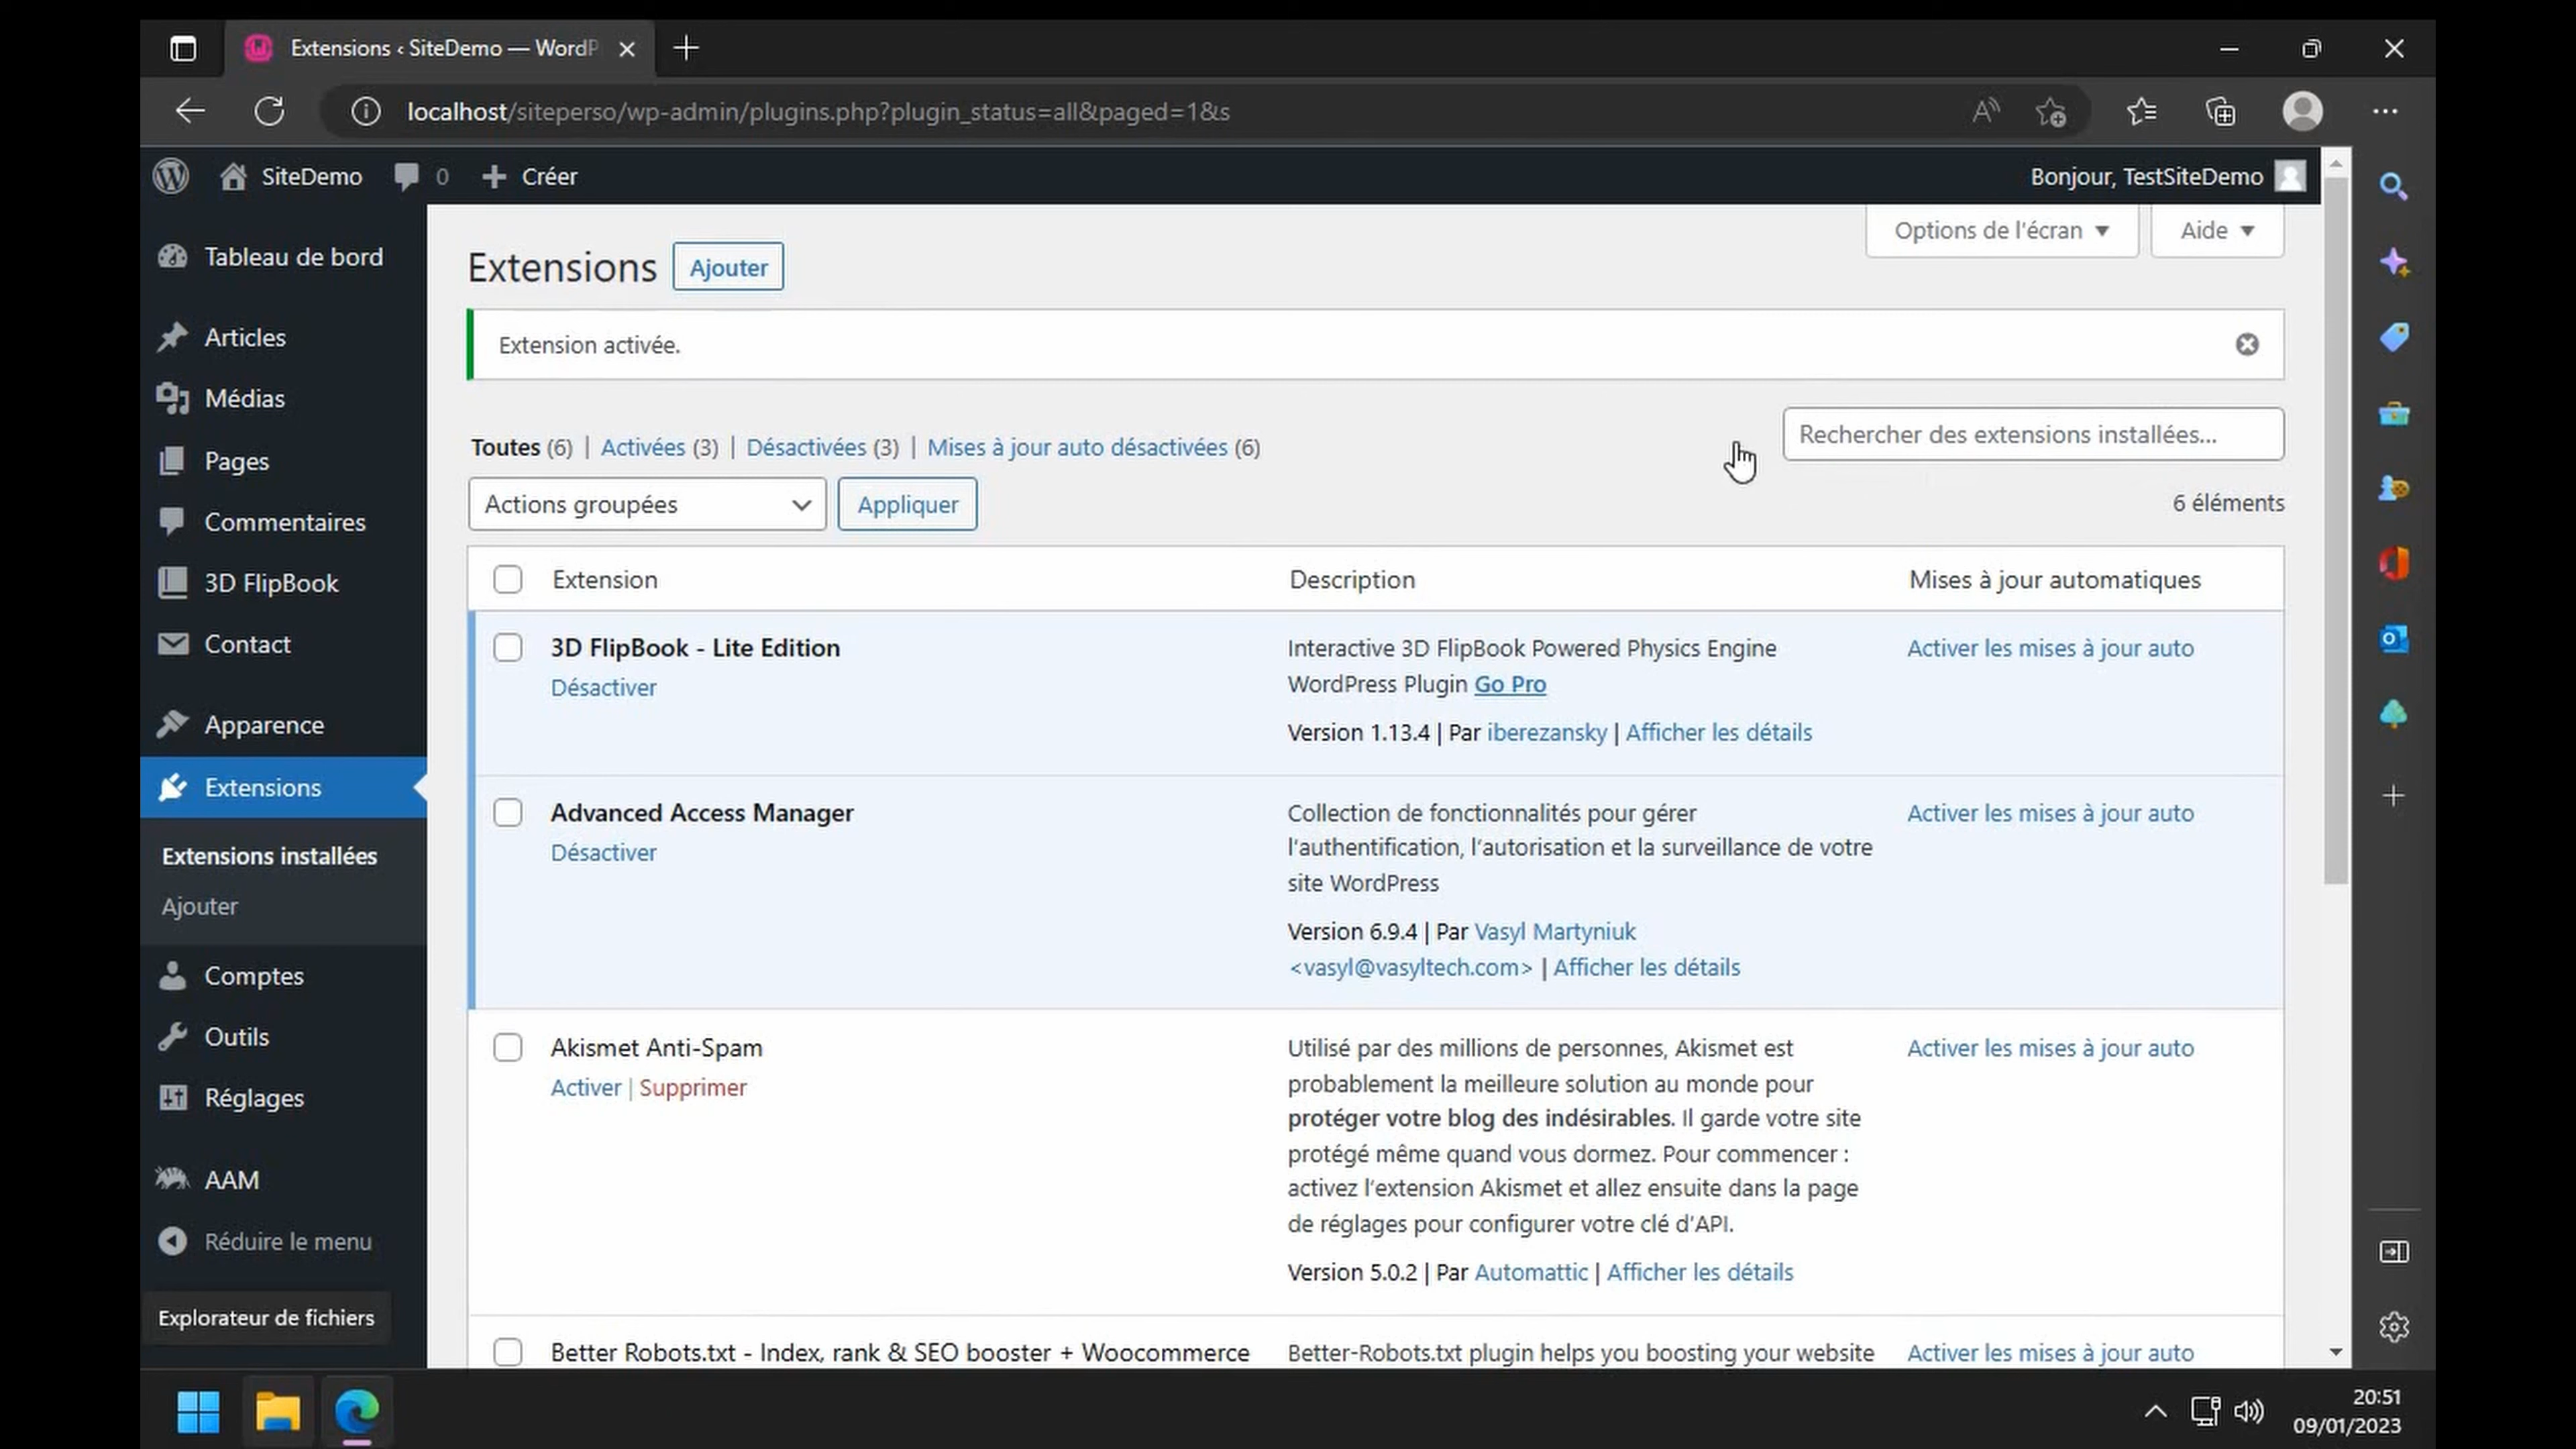 Extensions ‹ SiteDemo — WordP
localhost/siteperso/wp-admin/plugins.php?plugin_status=all&paged=1&s
SiteDemo 0 Créer Bonjour, TestSiteDemo
Tableau de bord
Articles
Médias
Pages
Commentaires
3D FlipBook
Contact
Apparence
Extensions
Extensions installées
Ajouter
Comptes
Outils
Réglages
AAM
Réduire le menu
Explorateur de fichiers
Options de l'écran Aide
Extensions Ajouter
Extension activée.
Toutes (6) | Activées (3) | Désactivées (3) | Mises à jour auto désactivées (6)
Rechercher des extensions installées...
Actions groupées Appliquer
6 éléments
Extension Description Mises à jour automatiques
3D FlipBook - Lite Edition
Désactiver
Interactive 3D FlipBook Powered Physics Engine
WordPress Plugin Go Pro
Version 1.13.4 | Par iberezansky | Afficher les détails
Activer les mises à jour auto
Advanced Access Manager
Désactiver
Collection de fonctionnalités pour gérer
l'authentification, l'autorisation et la surveillance de votre
site WordPress
Version 6.9.4 | Par Vasyl Martyniuk
<vasyl@vasyltech.com> | Afficher les détails
Activer les mises à jour auto
Akismet Anti-Spam
Activer | Supprimer
Utilisé par des millions de personnes, Akismet est
probablement la meilleure solution au monde pour
protéger votre blog des indésirables. Il garde votre site
protégé même quand vous dormez. Pour commencer :
activez l'extension Akismet et allez ensuite dans la page
de réglages pour configurer votre clé d'API.
Version 5.0.2 | Par Automattic | Afficher les détails
Activer les mises à jour auto
Better Robots.txt - Index, rank & SEO booster + Woocommerce
Better-Robots.txt plugin helps you boosting your website
Activer les mises à jour auto
20:51
09/01/2023